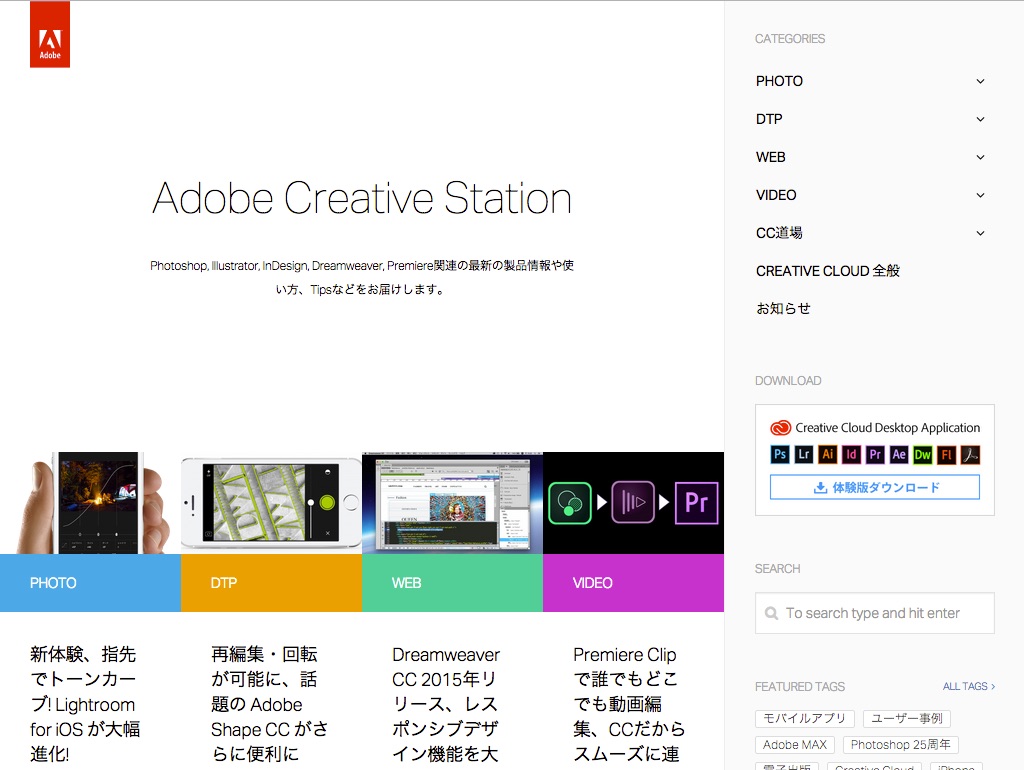 Adobe
Adobe Creative Station
Photoshop, Illustrator, InDesign, Dreamweaver, Premiere関連の最新の製品情報や使
い方、Tipsなどをお届けします。
Pr
PHOTO
DTP
WEB
VIDEO
新体験、指先
でトーンカー
ブ! Lightroom
for iOS が大幅
進化!
再編集・回転
が可能に、話
題の Adobe
Shape CC がさ
らに便利に
Dreamweaver
CC 2015年リ
リース、レス
ポンシブデザ
イン機能を大
Premiere Clip
で誰でもどこ
でも動画編
集、CCだから
スムーズに連
CATEGORIES
PHOTO
DTP
WEB
VIDEO
CC道場
CREATIVE CLOUD 全般
お知らせ
DOWNLOAD
Creative Cloud Desktop Application
Ps Lr Ai Id Pr Ae Dw Fl
体験版ダウンロード
SEARCH
To search type and hit enter
FEATURED TAGS
ALL TAGS >
モバイルアプリ
ユーザー事例
Adobe MAX
Photoshop 25周年
電子出版
Creative Cloud
iPhone